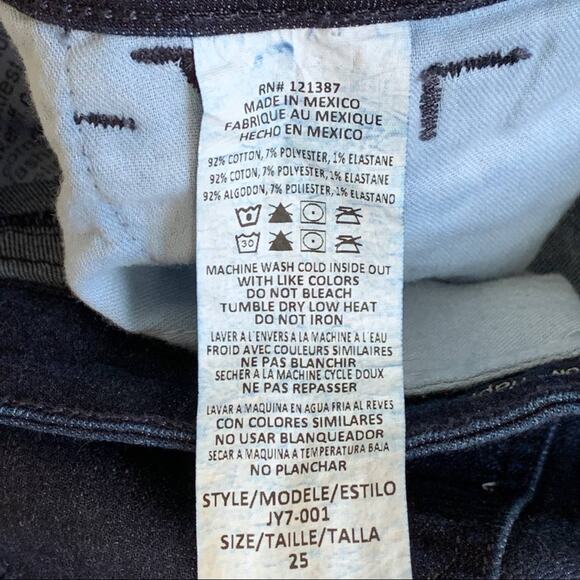 RN# 121387
MADE IN MEXICO
FABRIQUE AU MEXIQUE
HECHO EN MEXICO
92% COTTON, 7% POLYESTER, 1% ELASTANE
92% COTON, 7% POLYESTER, 1% ELASTANE
92% ALGODON, 7% POLIESTER, 1% ELASTANO
30
MACHINE WASH COLD INSIDE OUT
WITH LIKE COLORS
DO NOT BLEACH
TUMBLE DRY LOW HEAT
DO NOT IRON
LAVER A L'ENVERS A LA MACHINE A L'EAU
FROID AVEC COULEURS SIMILAIRES
NE PAS BLANCHIR
SECHER A LA MACHINE CYCLE DOUX
NE PAS REPASSER
LAVAR A MAQUINA EN AGUA FRIA AL REVES
CON COLORES SIMILARES
NO USAR BLANQUEADOR
SECAR A MAQUINA A TEMPERATURA BAJA
NO PLANCHAR
STYLE/MODELE/ESTILO
JY7-001
SIZE/TAILLE/TALLA
25